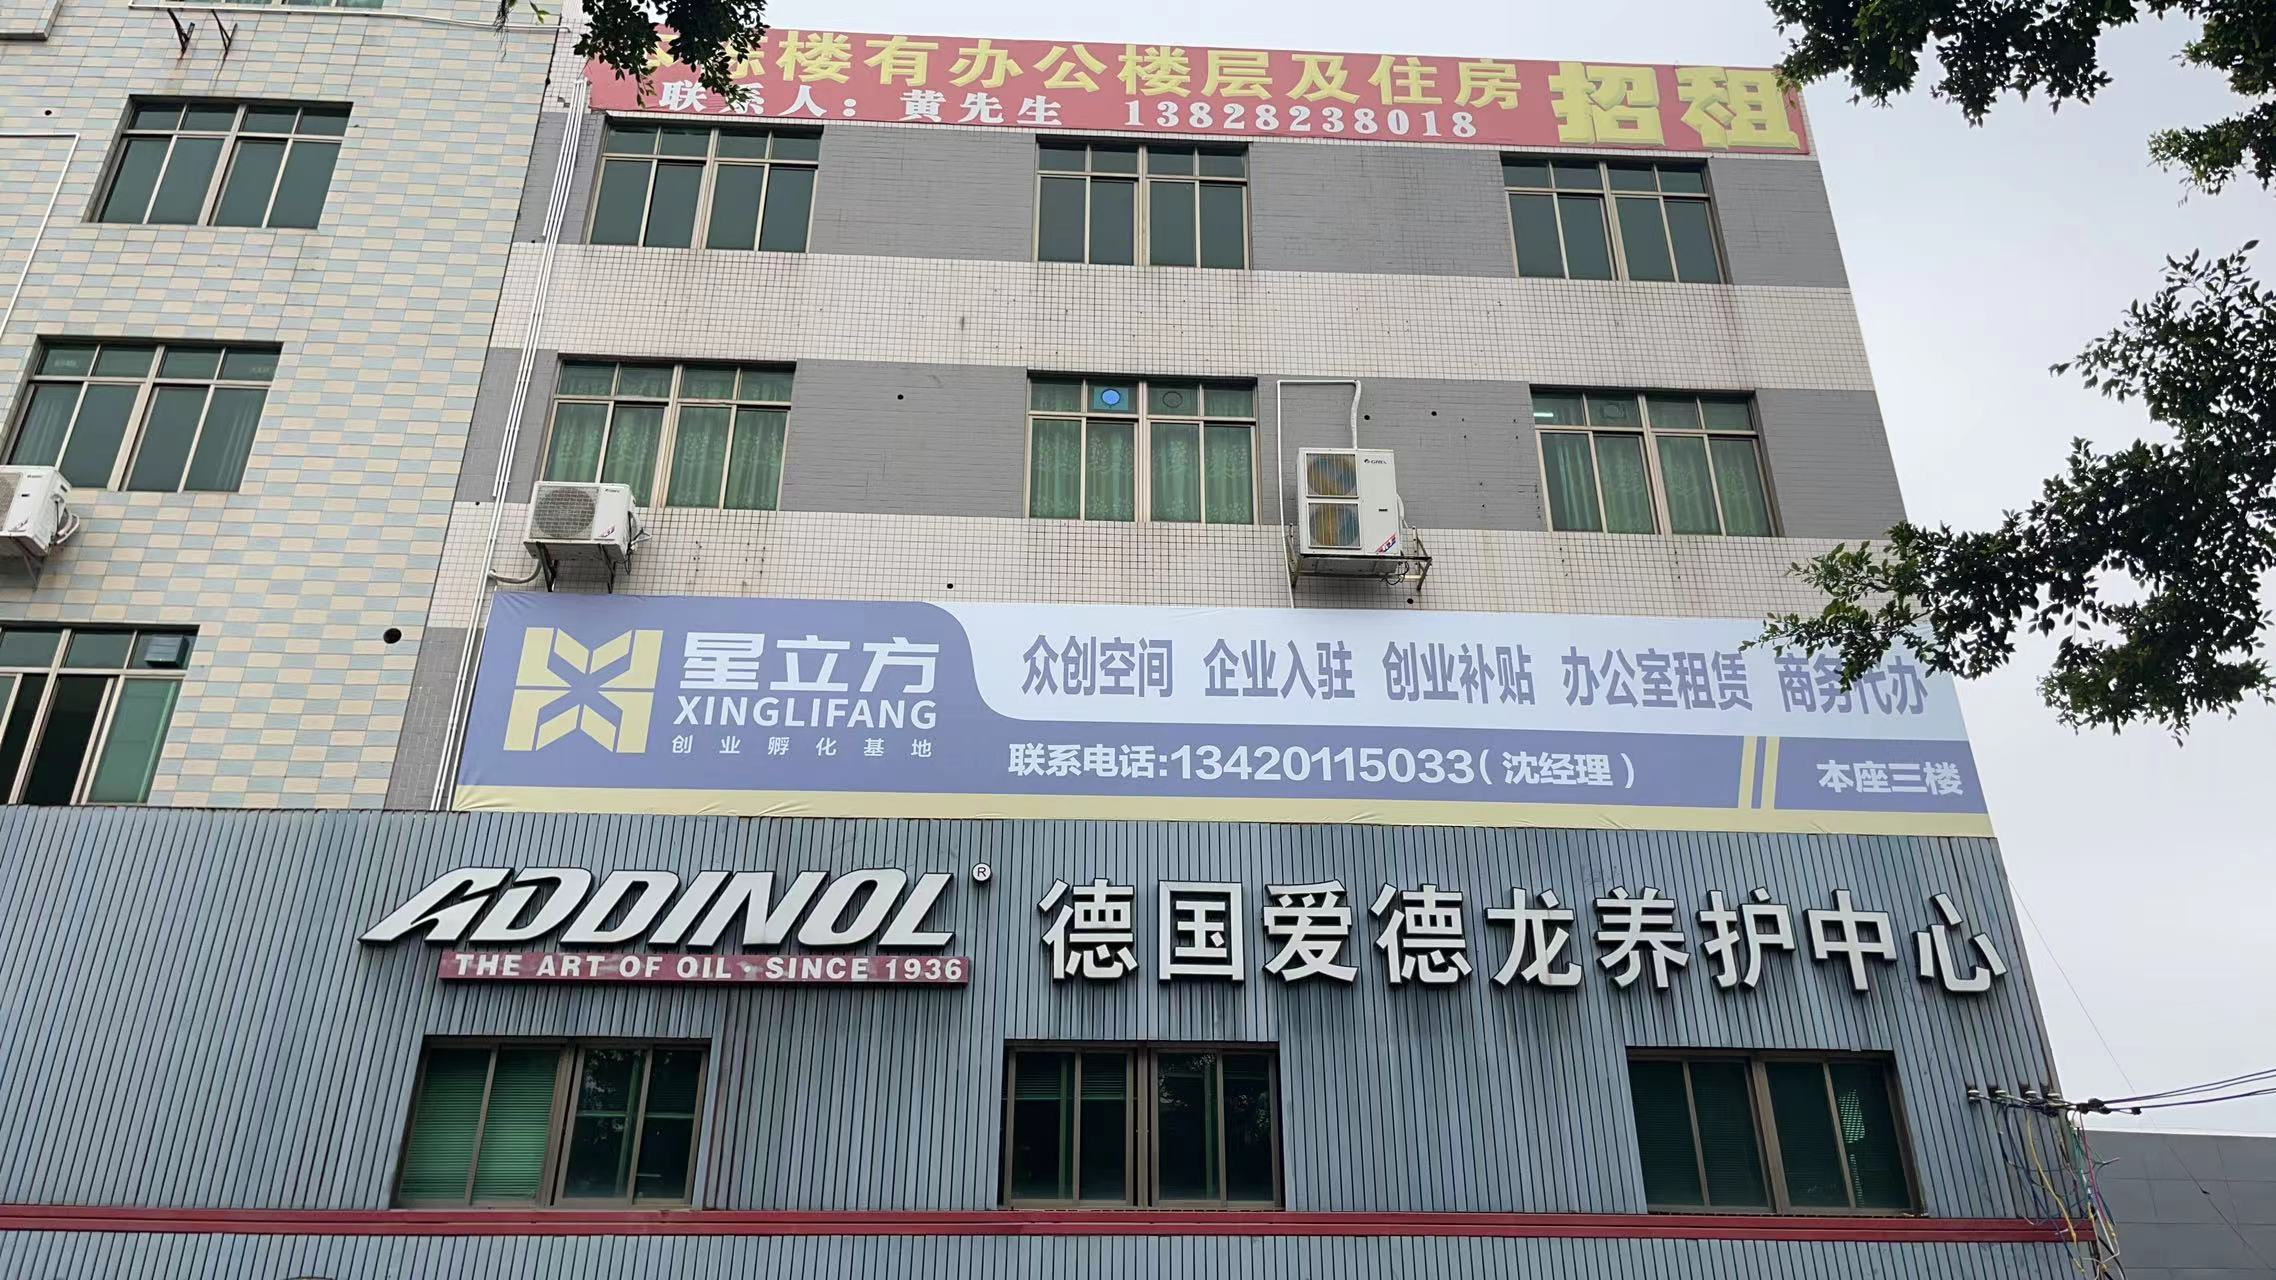 栋楼有办公楼层及住房 招租
联系人：黄先生 13828238018
星立方
XINGLIFANG
创业孵化基地
众创空间 企业入驻 创业补贴 办公室租赁 商务代办
联系电话:13420115033(沈经理)
本座三楼
ADDINOL®
THE ART OF OIL·SINCE 1936
德国爱德龙养护中心
GREE